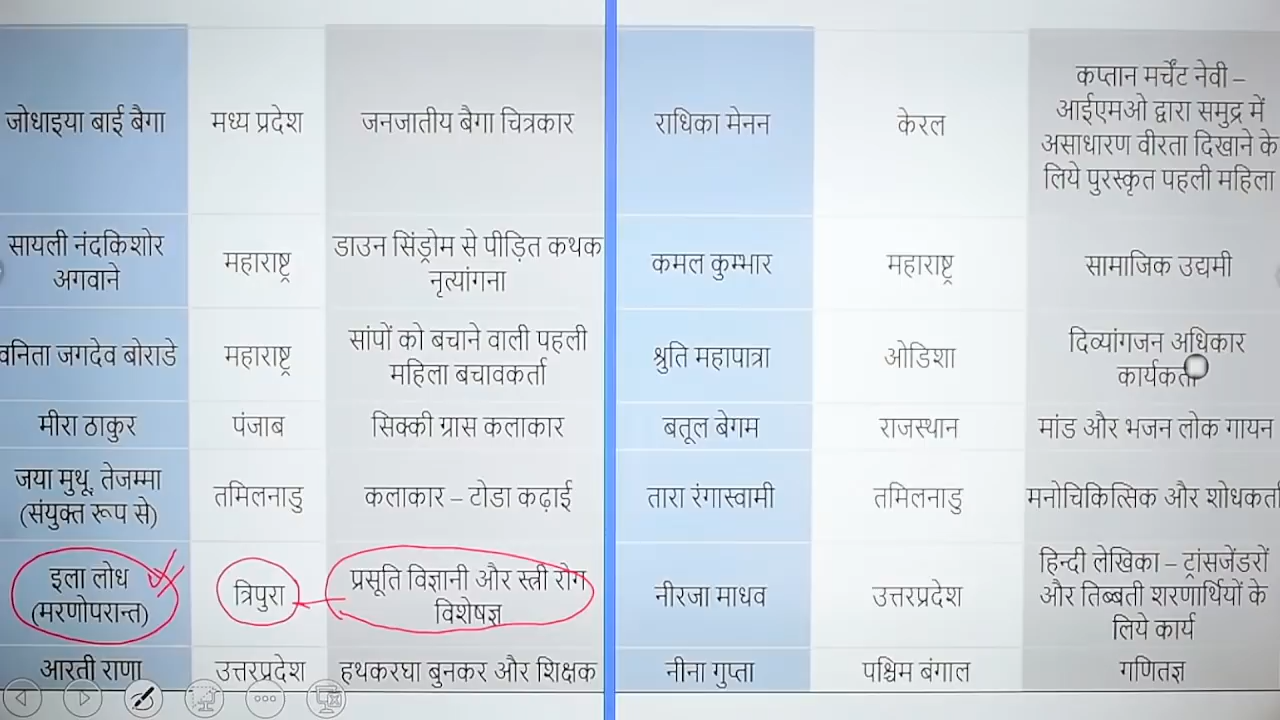 जोधाइया बाई बैगा
मध्य प्रदेश
जनजातीय बैगा चित्रकार
सायली नंदकिशोर
अगवाने
महाराष्ट्र
डाउन सिंड्रोम से पीड़ित कथक
नृत्यांगना
वनिता जगदेव बोराडे
महाराष्ट्र
सांपों को बचाने वाली पहली
महिला बचावकर्ता
मीरा ठाकुर
पंजाब
सिक्की ग्रास कलाकार
जया मुथू, तेजम्मा
(संयुक्त रूप से)
तमिलनाडु
कलाकार – टोडा कढ़ाई
इला लोध
(मरणोपरान्त)
त्रिपुरा
प्रसूति विज्ञानी और स्त्री रोग
विशेषज्ञ
आरती राणा
उत्तरप्रदेश
हथकरघा बुनकर और शिक्षक
राधिका मेनन
केरल
कप्तान मर्चेंट नेवी –
आईएमओ द्वारा समुद्र में
असाधारण वीरता दिखाने के
लिये पुरस्कृत पहली महिला
कमल कुम्भार
महाराष्ट्र
सामाजिक उद्यमी
श्रुति महापात्रा
ओडिशा
दिव्यांगजन अधिकार
कार्यकर्ता
बतूल बेगम
राजस्थान
मांड और भजन लोक गायन
तारा रंगास्वामी
तमिलनाडु
मनोचिकित्सिक और शोधकर्ता
नीरजा माधव
उत्तरप्रदेश
हिन्दी लेखिका – ट्रांसजेंडरों
और तिब्बती शरणार्थियों के
लिये कार्य
नीना गुप्ता
पश्चिम बंगाल
गणितज्ञ